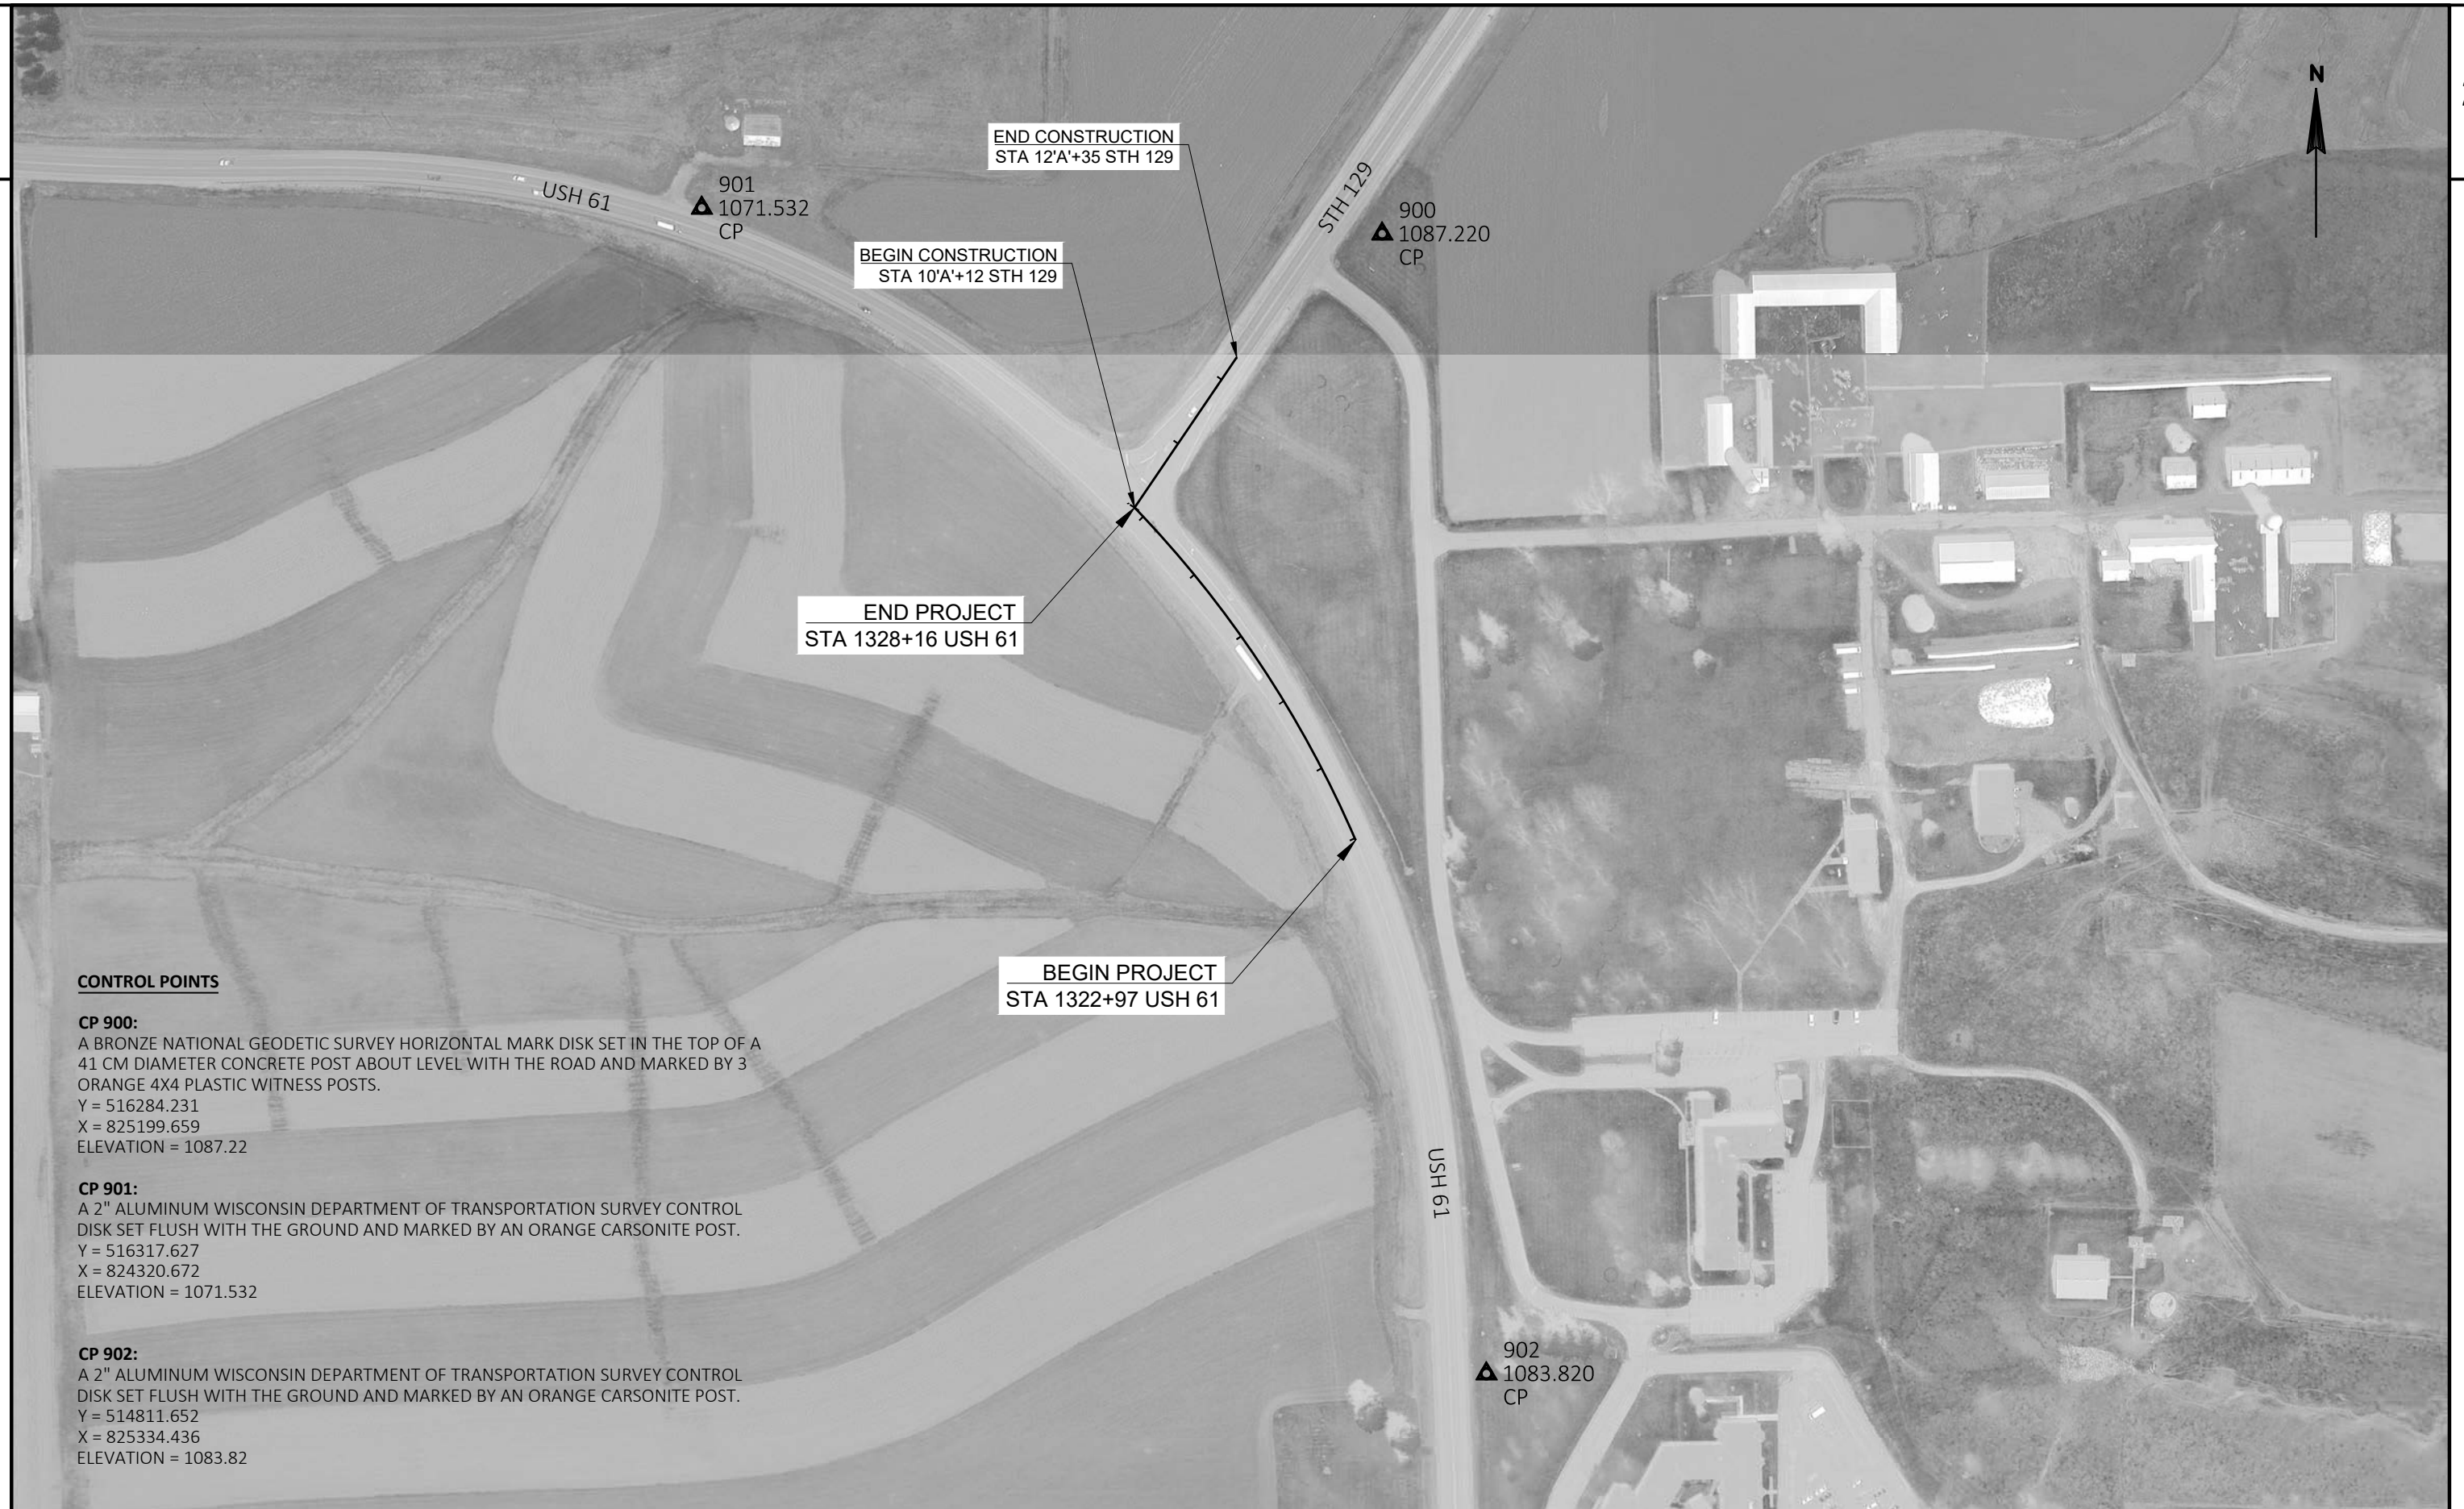 N
END CONSTRUCTION
STA 12'A'+35 STH 129
USH 61
901
1071.532
CP
STH 129
900
1087.220
CP
BEGIN CONSTRUCTION
STA 10'A'+12 STH 129
END PROJECT
STA 1328+16 USH 61
BEGIN PROJECT
STA 1322+97 USH 61
CONTROL POINTS
CP 900:
A BRONZE NATIONAL GEODETIC SURVEY HORIZONTAL MARK DISK SET IN THE TOP OF A
41 CM DIAMETER CONCRETE POST ABOUT LEVEL WITH THE ROAD AND MARKED BY 3
ORANGE 4X4 PLASTIC WITNESS POSTS.
Y = 516284.231
X = 825199.659
ELEVATION = 1087.22
CP 901:
A 2" ALUMINUM WISCONSIN DEPARTMENT OF TRANSPORTATION SURVEY CONTROL
DISK SET FLUSH WITH THE GROUND AND MARKED BY AN ORANGE CARSONITE POST.
Y = 516317.627
X = 824320.672
ELEVATION = 1071.532
CP 902:
A 2" ALUMINUM WISCONSIN DEPARTMENT OF TRANSPORTATION SURVEY CONTROL
DISK SET FLUSH WITH THE GROUND AND MARKED BY AN ORANGE CARSONITE POST.
Y = 514811.652
X = 825334.436
ELEVATION = 1083.82
USH 61
902
1083.820
CP